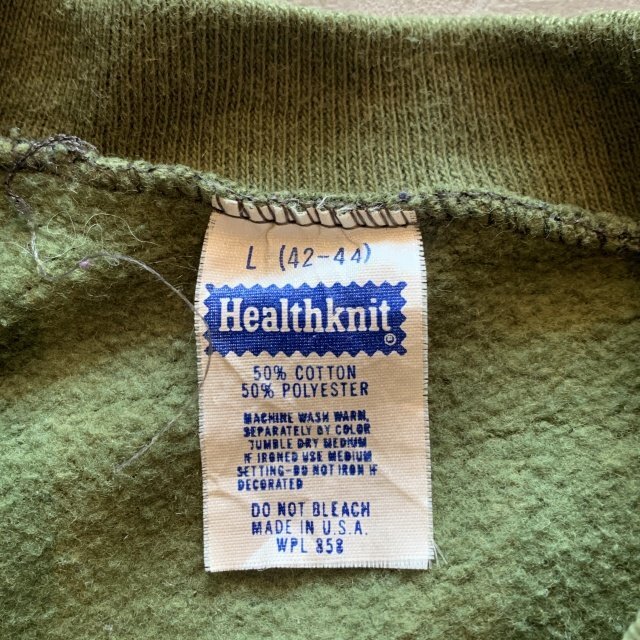 L (42-44)
Healthknit®
50% COTTON
50% POLYESTER
MACHINE WASH WARM,
SEPARATELY BY COLOR
TUMBLE DRY MEDIUM
IF IRONED USE MEDIUM
SETTING-DO NOT IRON IF
DECORATED
DO NOT BLEACH
MADE IN U.S.A.
WPL 858